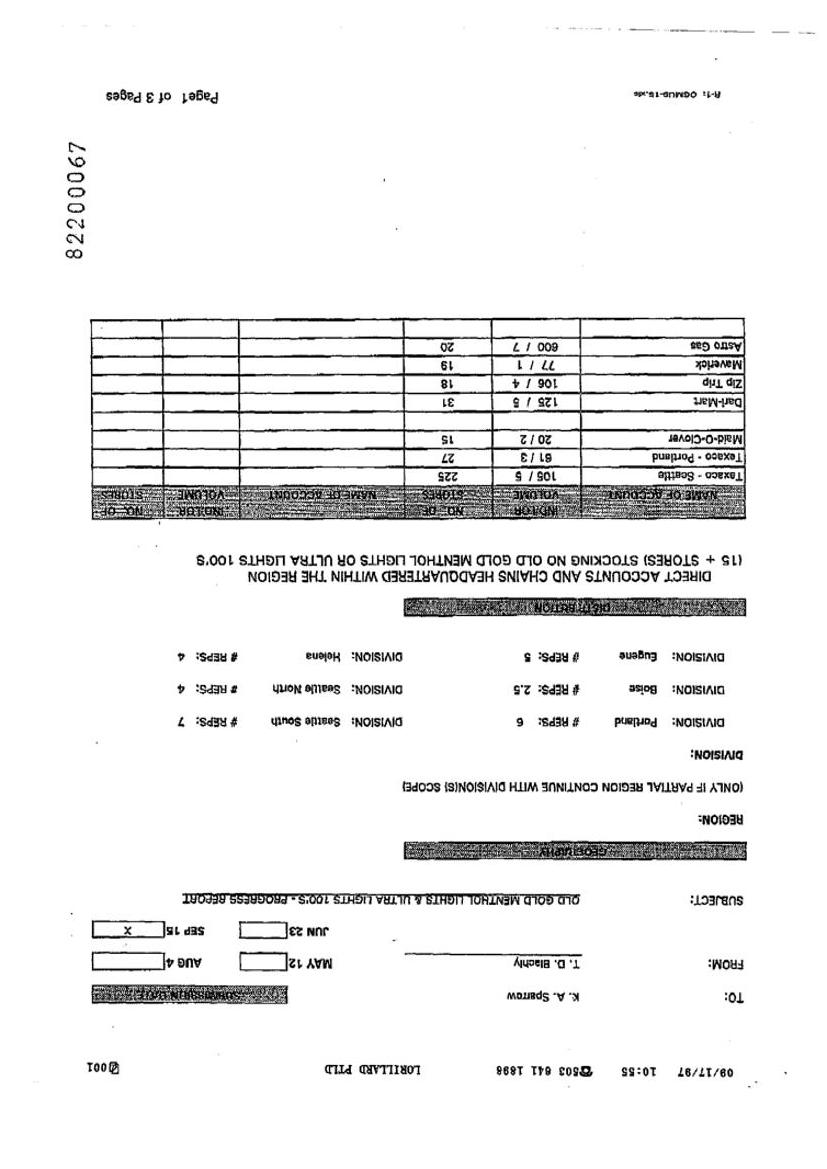 09/17/97 10:55 ☎503 641 1898 LORILLARD PTLD 001
TO: K. A. Sparrow SUBMISSION DATE
FROM: T. D. Blachly MAY 12 AUG 4
JUN 23 SEP 15 X
SUBJECT: OLD GOLD MENTHOL LIGHTS & ULTRA LIGHTS 100'S - PROGRESS REPORT
GEOGRAPHY
REGION:
(ONLY IF PARTIAL REGION CONTINUE WITH DIVISION(S) SCOPE)
DIVISION:
DIVISION: Portland # REPS: 6 DIVISION: Seattle South # REPS: 7
DIVISION: Boise # REPS: 2.5 DIVISION: Seattle North # REPS: 4
DIVISION: Eugene # REPS: 5 DIVISION: Helena # REPS: 4
DISTRIBUTION
DIRECT ACCOUNTS AND CHAINS HEADQUARTERED WITHIN THE REGION
(15 + STORES) STOCKING NO OLD GOLD MENTHOL LIGHTS OR ULTRA LIGHTS 100'S
IND/LOR NO. OF IND/LOR NO. OF
NAME OF ACCOUNT VOLUME STORES NAME OF ACCOUNT VOLUME STORES
Texaco - Seattle 105 / 5 225
Texaco - Portland 61 / 3 27
Maid-O-Clover 20 / 2 15
Dari-Mart 125 / 5 31
Zip Trip 106 / 4 18
Maverick 77 / 1 19
Astro Gas 600 / 7 20
82200067
R-1: OGMUS-15.xls Page1 of 3 Pages